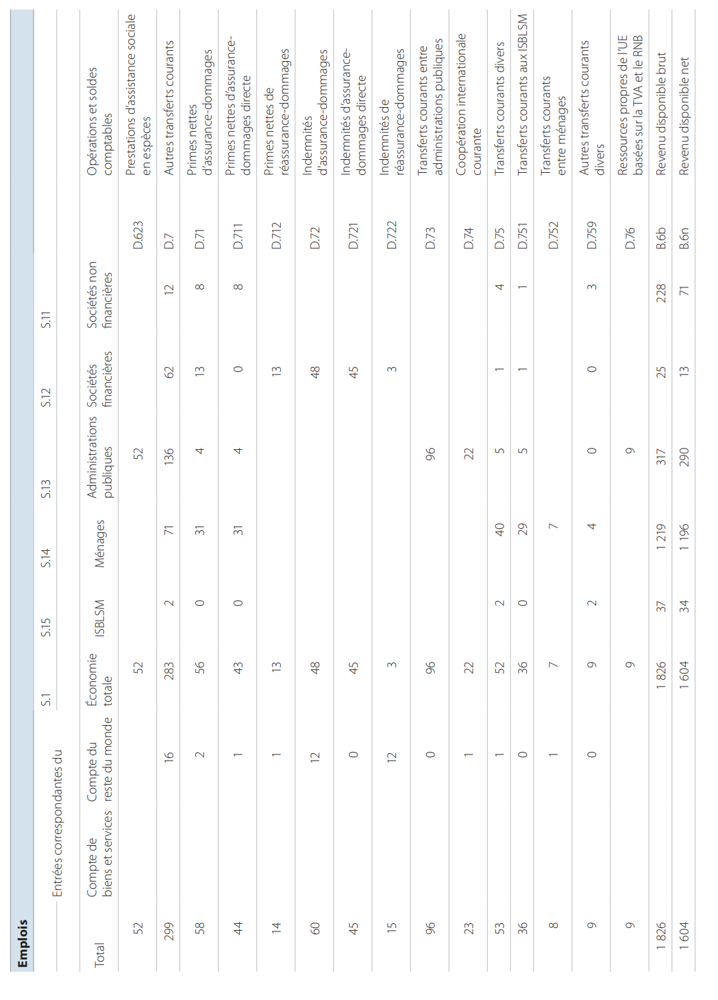 Emplois
S.1 S.15 S.14 S.13 S.12 S.11
Entrées correspondantes du
Compte de Compte du Économie Administrations Sociétés Sociétés non Opérations et soldes
Total ISBLSM Ménages
biens et services reste du monde totale publiques financières financières comptables
52 52 52 D.623 Prestations d’assistance sociale
en espèces
299 16 283 2 71 136 62 12 D.7 Autres transferts courants
58 2 56 0 31 4 13 8 D.71 Primes nettes
d’assurance-dommages
44 1 43 0 31 4 0 8 D.711 Primes nettes d’assurance-
dommages directe
14 1 13 13 D.712 Primes nettes de
réassurance-dommages
60 12 48 48 D.72 Indemnités
d’assurance-dommages
45 0 45 45 D.721 Indemnités d’assurance-
dommages directe
15 12 3 3 D.722 Indemnités de
réassurance-dommages
96 0 96 96 D.73 Transferts courants entre
administrations publiques
23 1 22 22 D.74 Coopération internationale
courante
53 1 52 2 40 5 1 4 D.75 Transferts courants divers
36 0 36 0 29 5 1 1 D.751 Transferts courants aux ISBLSM
8 1 7 7 D.752 Transferts courants
entre ménages
9 0 9 2 4 0 0 3 D.759 Autres transferts courants
divers
9 9 9 D.76 Ressources propres de l’UE
basées sur la TVA et le RNB
1 826 1 826 37 1 219 317 25 228 B.6b Revenu disponible brut
1 604 1 604 34 1 196 290 13 71 B.6n Revenu disponible net